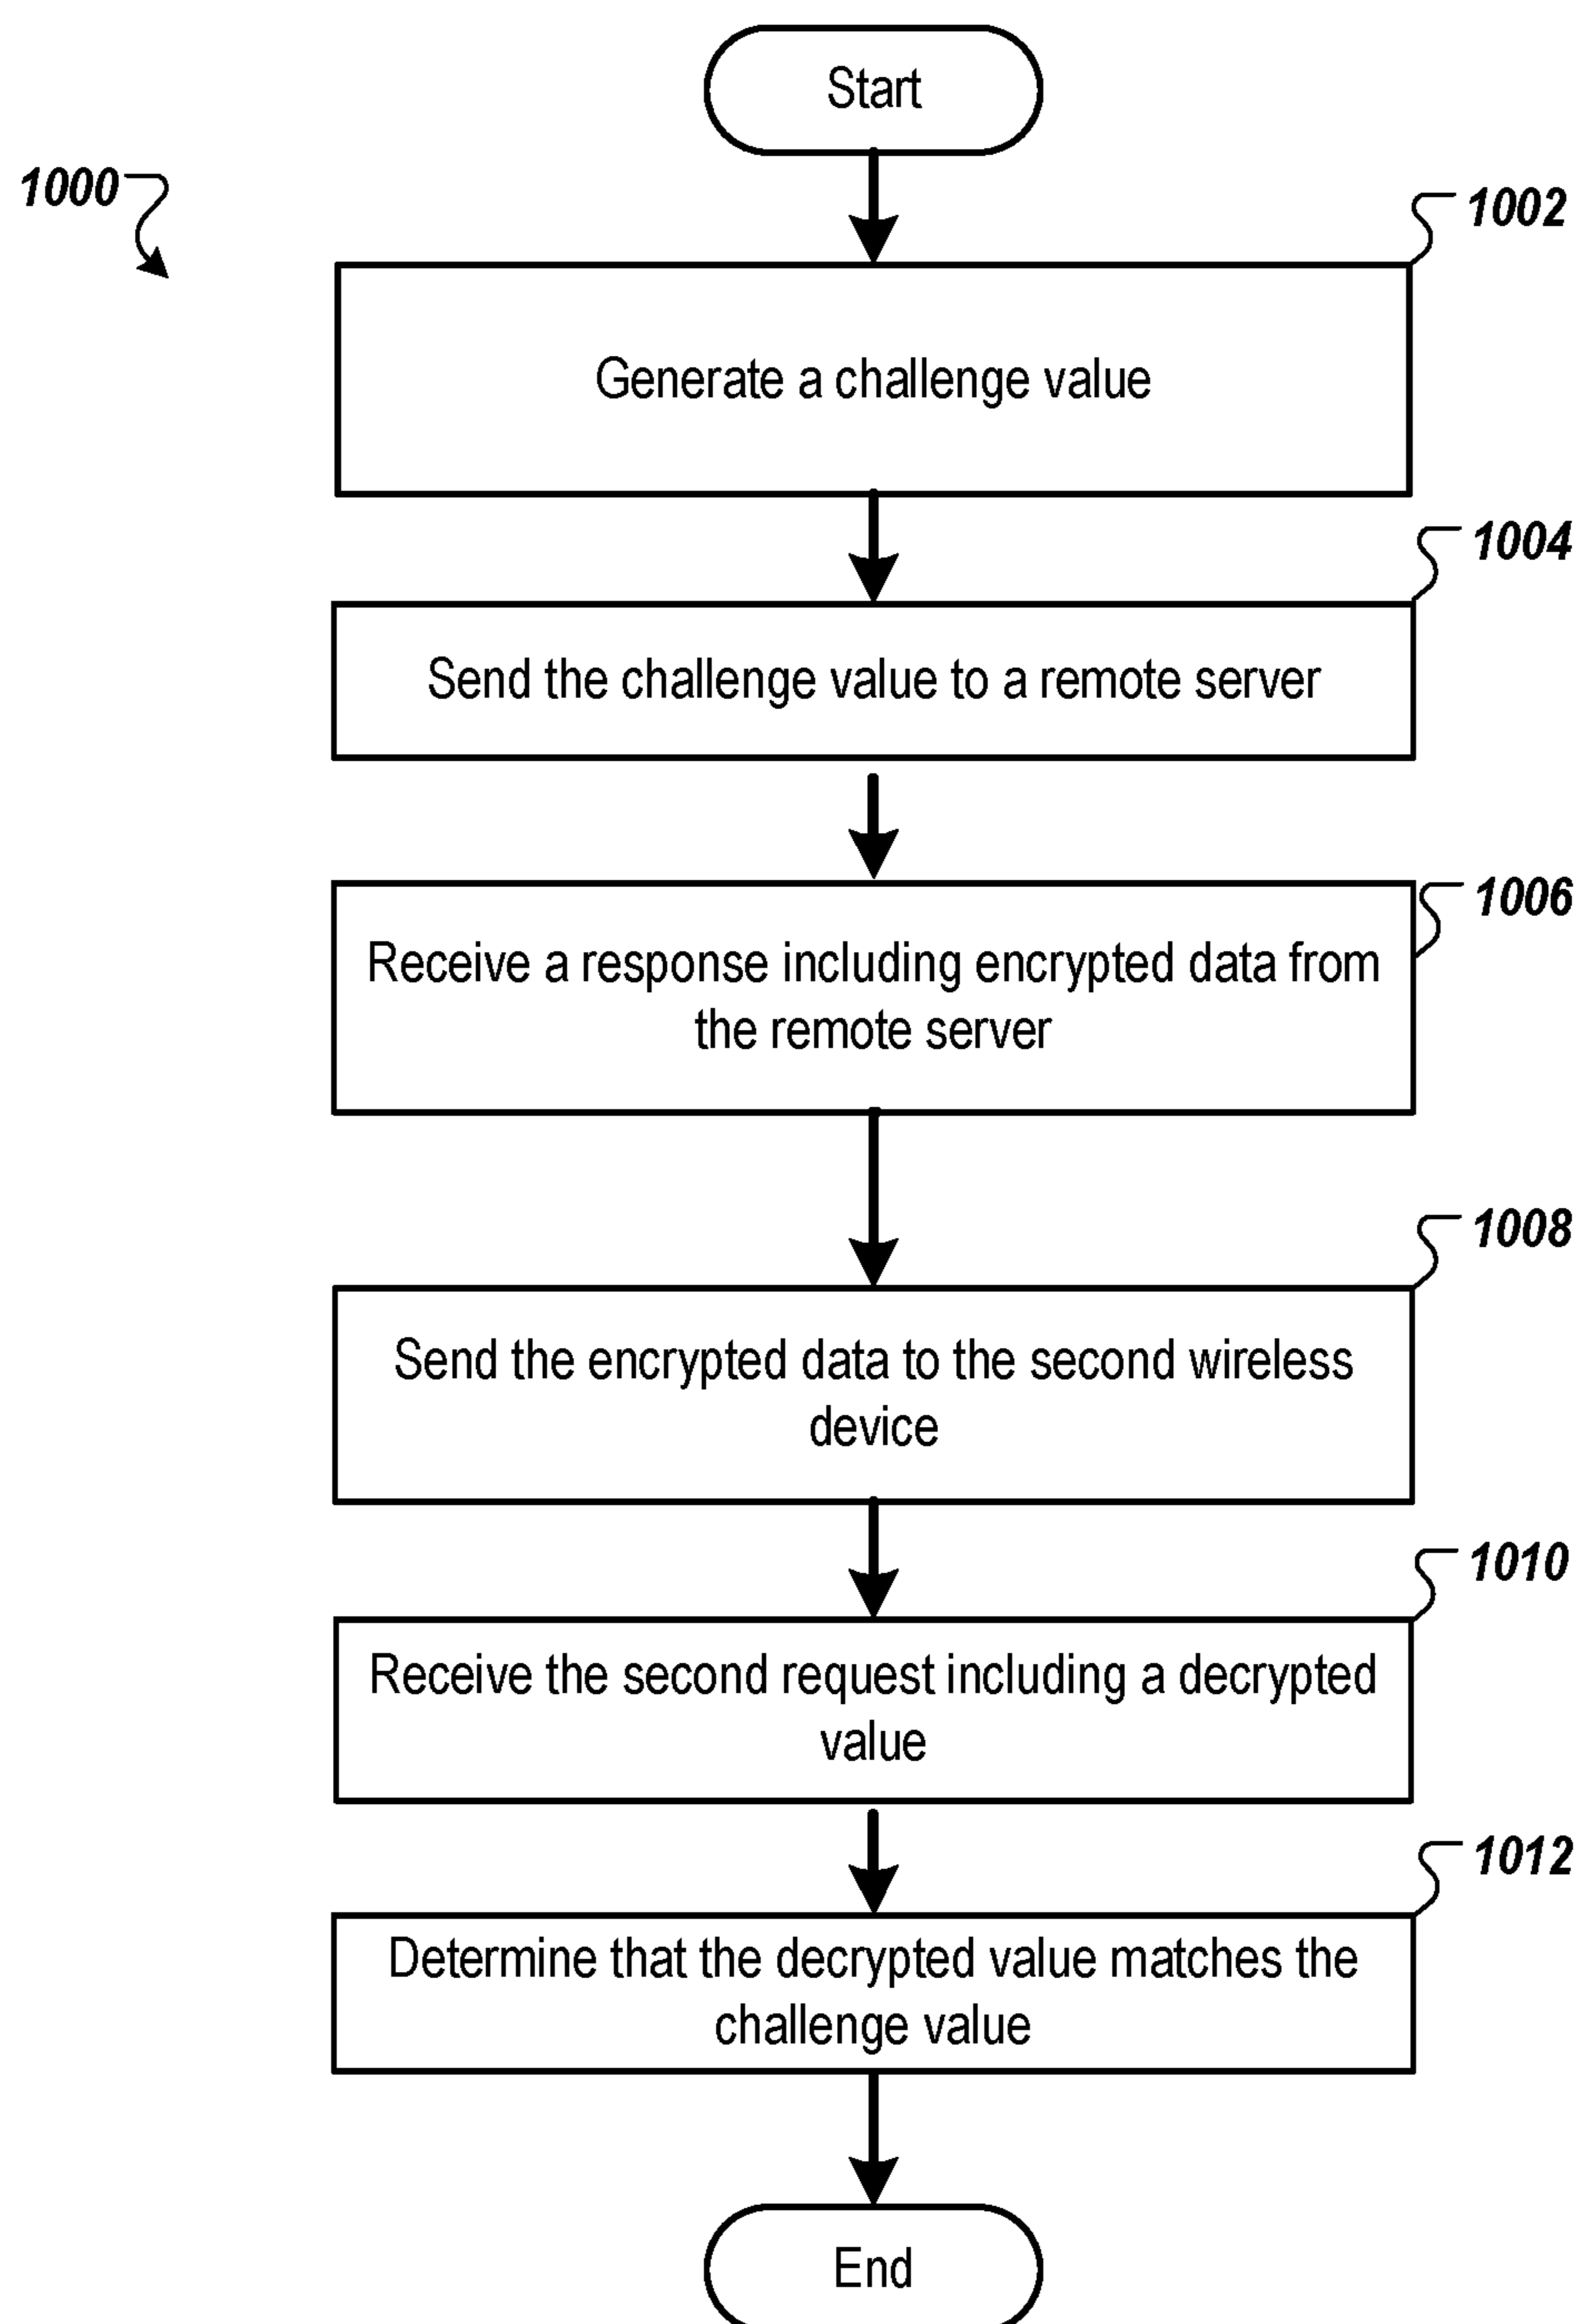 Start
1000
1002
Generate a challenge value
1004
Send the challenge value to a remote server
1006
Receive a response including encrypted data from
the remote server
1008
Send the encrypted data to the second wireless
device
1010
Receive the second request including a decrypted
value
1012
Determine that the decrypted value matches the
challenge value
End